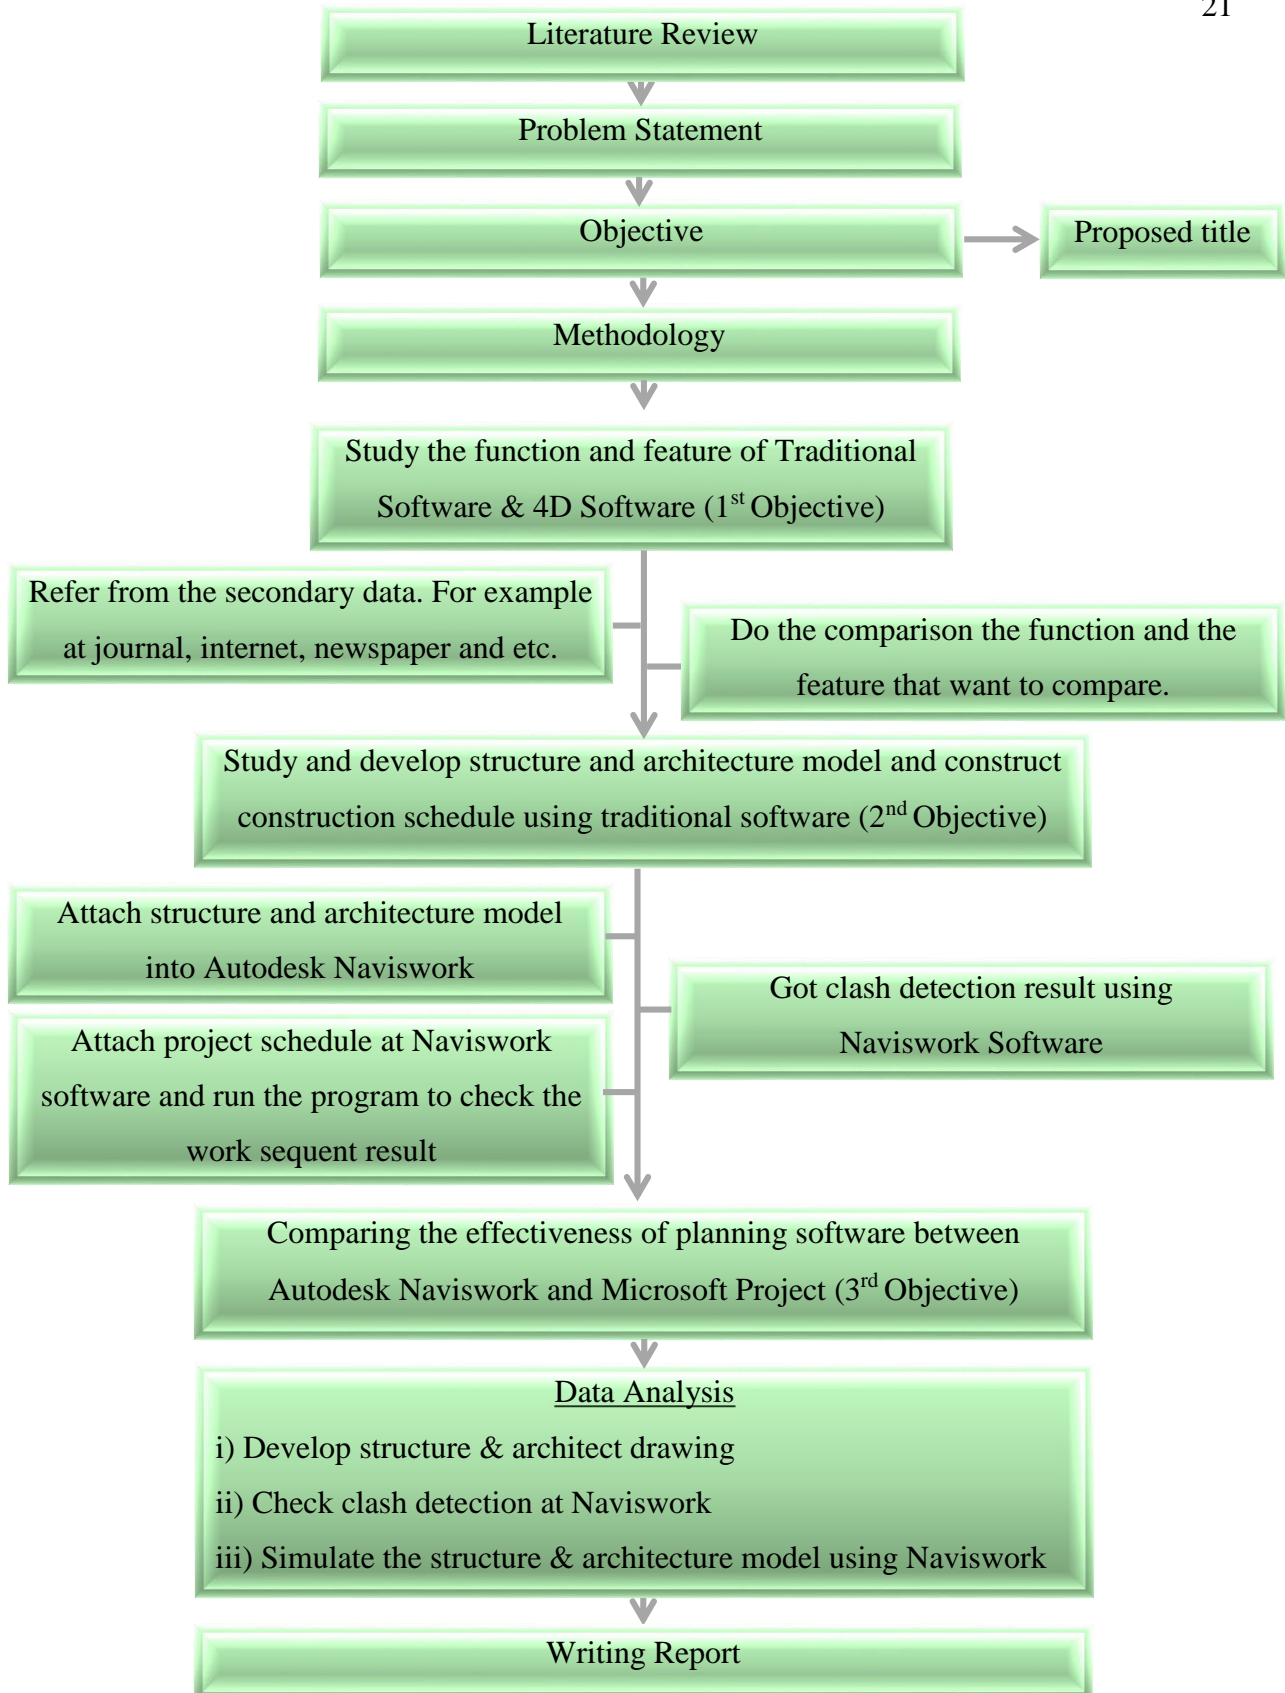 21
Literature Review
Problem Statement
Objective
Proposed title
Methodology
Study the function and feature of Traditional
Software & 4D Software (1st Objective)
Refer from the secondary data. For example
at journal, internet, newspaper and etc.
Do the comparison the function and the
feature that want to compare.
Study and develop structure and architecture model and construct
construction schedule using traditional software (2nd Objective)
Attach structure and architecture model
into Autodesk Naviswork
Got clash detection result using
Naviswork Software
Attach project schedule at Naviswork
software and run the program to check the
work sequent result
Comparing the effectiveness of planning software between
Autodesk Naviswork and Microsoft Project (3rd Objective)
Data Analysis
i) Develop structure & architect drawing
ii) Check clash detection at Naviswork
iii) Simulate the structure & architecture model using Naviswork
Writing Report